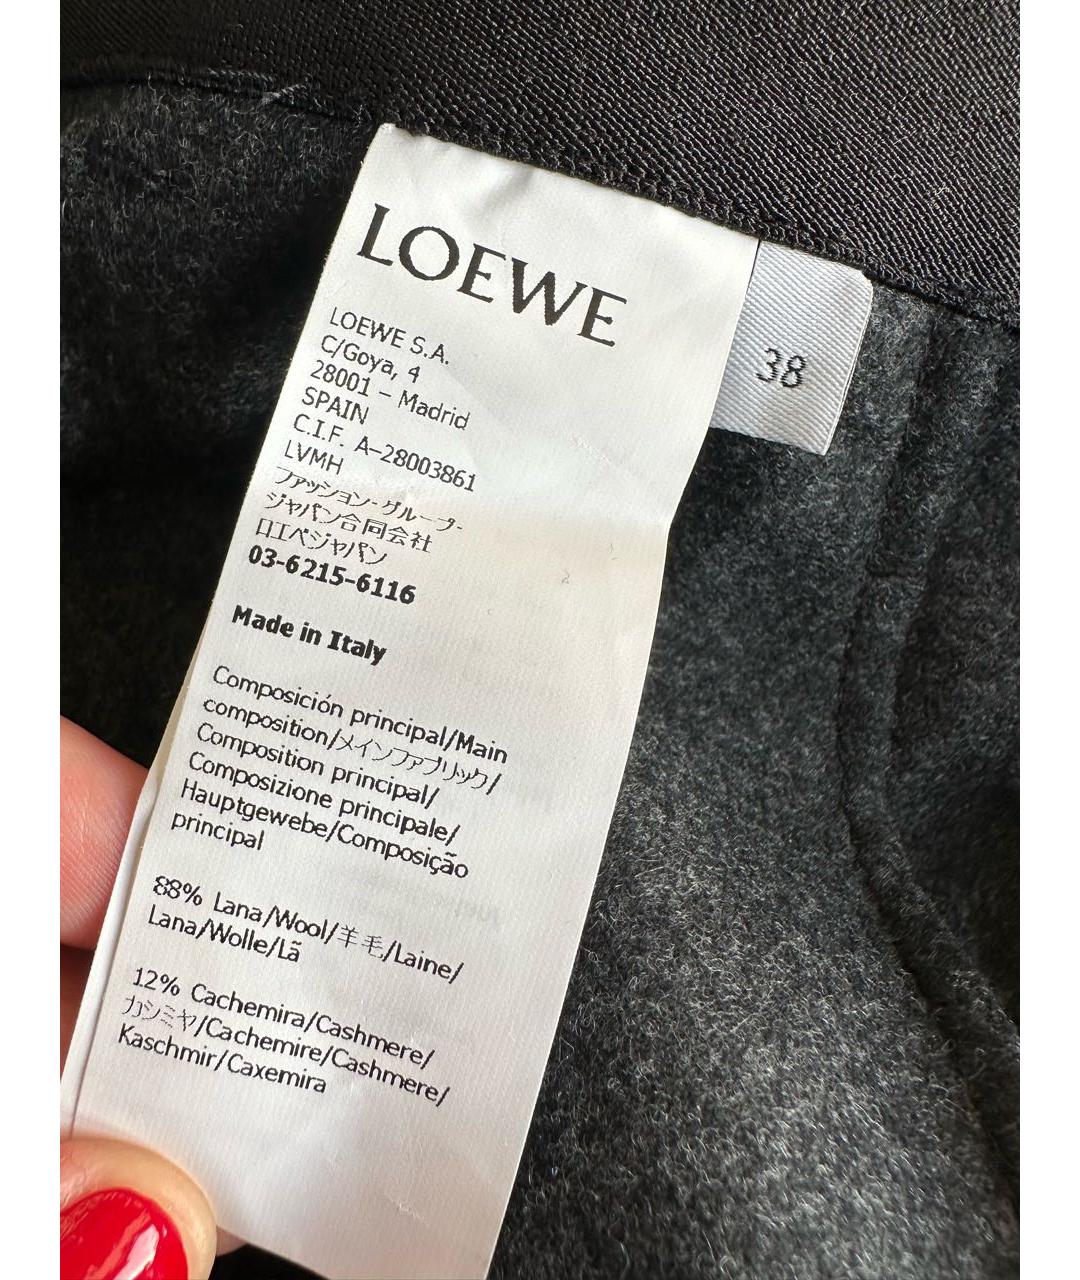 LOEWE
LOEWE S.A.
C/Goya, 4
28001 – Madrid
SPAIN
C.I.F. A-28003861
LVMH
ファッション・グループ・
ジャパン合同会社
ロエベジャパン
03-6215-6116
Made in Italy
Composición principal/Main
composition/メインファブリック/
Composition principal/
Composizione principale/
Hauptgewebe/Composição
principal
88% Lana/Wool/羊毛/Laine/
Lana/Wolle/Lã
12% Cachemira/Cashmere/
カシミヤ/Cachemire/Cashmere/
Kaschmir/Caxemira
38